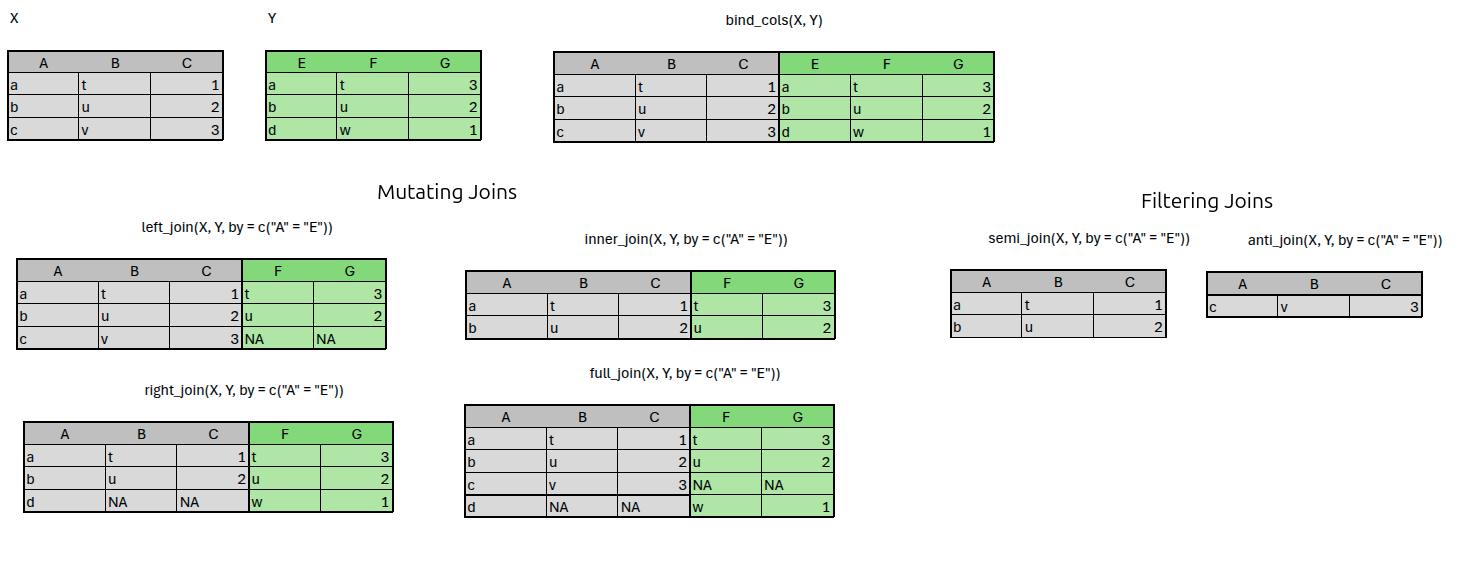 X
A B C
a t 1
b u 2
c v 3
Y
E F G
a t 3
b u 2
d w 1
bind_cols(X, Y)
A B C E F G
a t 1 a t 3
b u 2 b u 2
c v 3 d w 1
Mutating Joins
left_join(X, Y, by = c("A" = "E"))
A B C F G
a t 1 t 3
b u 2 u 2
c v 3 NA NA
inner_join(X, Y, by = c("A" = "E"))
A B C F G
a t 1 t 3
b u 2 u 2
right_join(X, Y, by = c("A" = "E"))
A B C F G
a t 1 t 3
b u 2 u 2
d NA NA w 1
full_join(X, Y, by = c("A" = "E"))
A B C F G
a t 1 t 3
b u 2 u 2
c v 3 NA NA
d NA NA w 1
Filtering Joins
semi_join(X, Y, by = c("A" = "E"))
A B C
a t 1
b u 2
anti_join(X, Y, by = c("A" = "E"))
A B C
c v 3